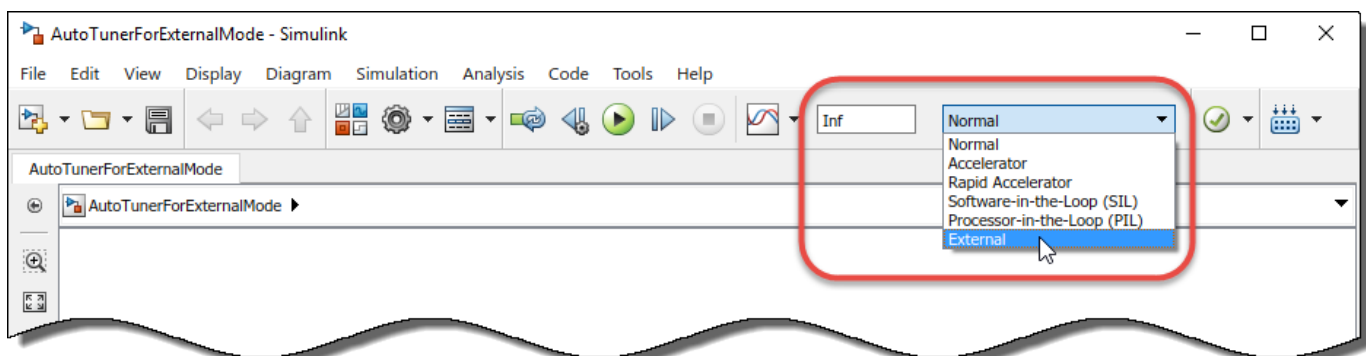 AutoTunerForExternalMode - Simulink
File Edit View Display Diagram Simulation Analysis Code Tools Help
Inf Normal
Normal
Accelerator
Rapid Accelerator
Software-in-the-Loop (SIL)
Processor-in-the-Loop (PIL)
External
AutoTunerForExternalMode
AutoTunerForExternalMode